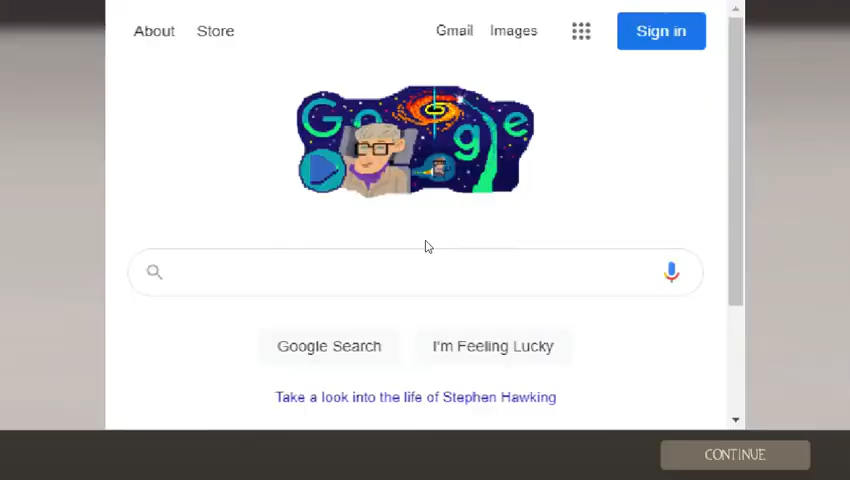 About Store Gmail Images Sign in
Google
Google Search I'm Feeling Lucky
Take a look into the life of Stephen Hawking
CONTINUE